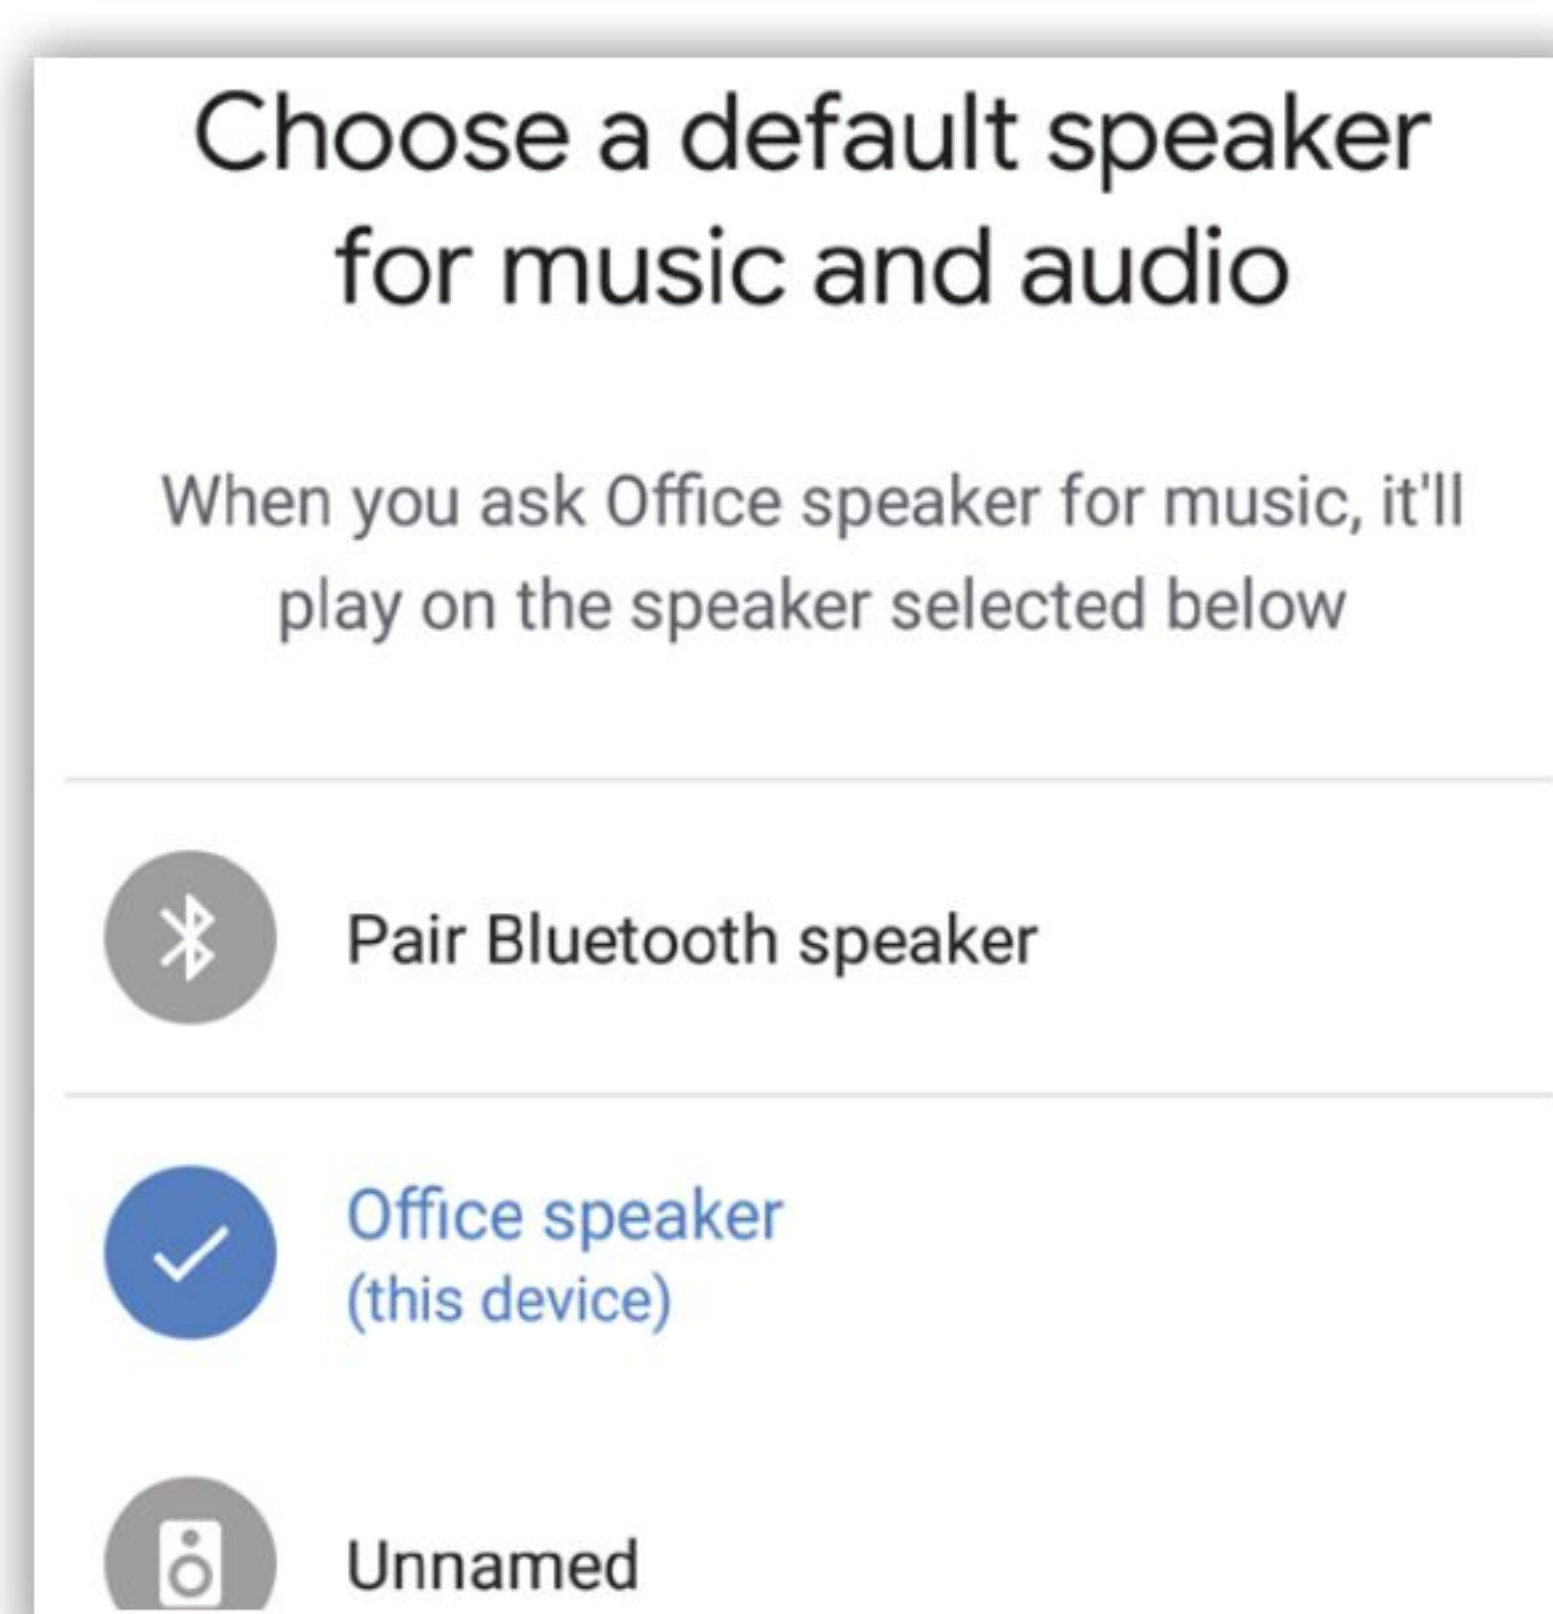 Choose a default speaker
for music and audio
When you ask Office speaker for music, it'll
play on the speaker selected below
Pair Bluetooth speaker
Office speaker
(this device)
Unnamed